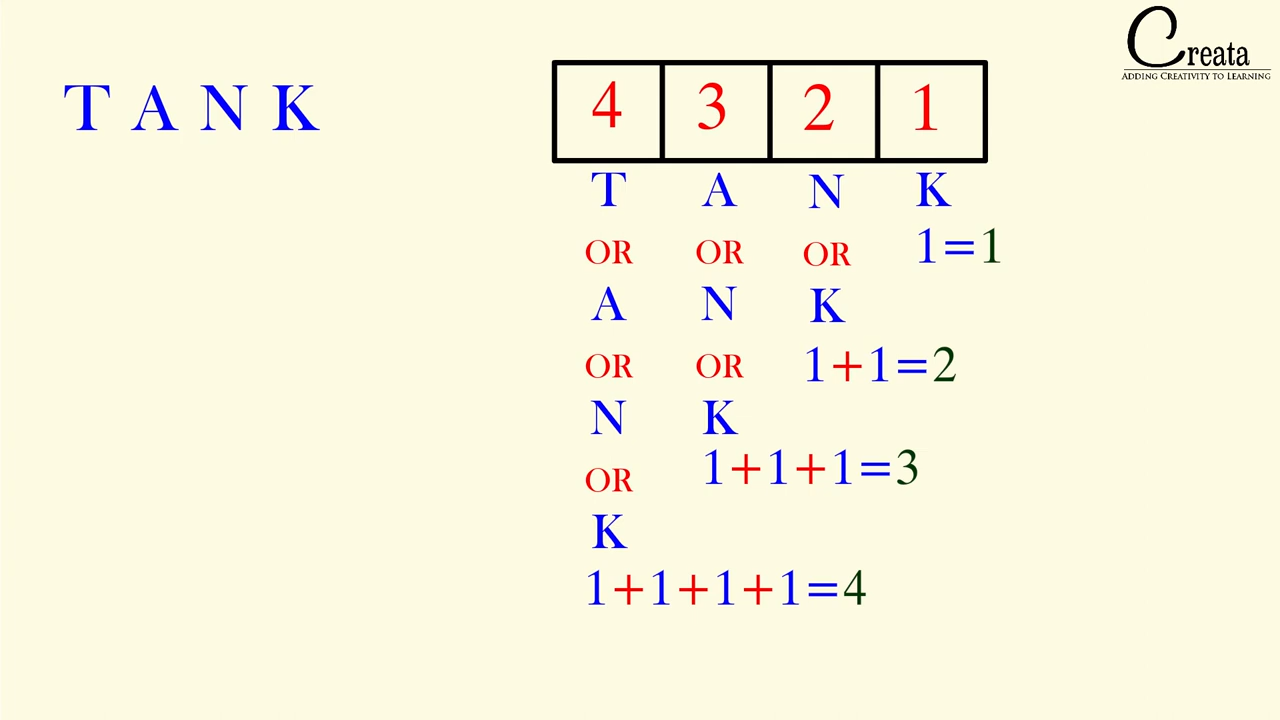 Creata
ADDING CREATIVITY TO LEARNING
T A N K
4 3 2 1
T A N K
OR OR OR 1=1
A N K
OR OR 1+1=2
N K
OR 1+1+1=3
K
1+1+1+1=4